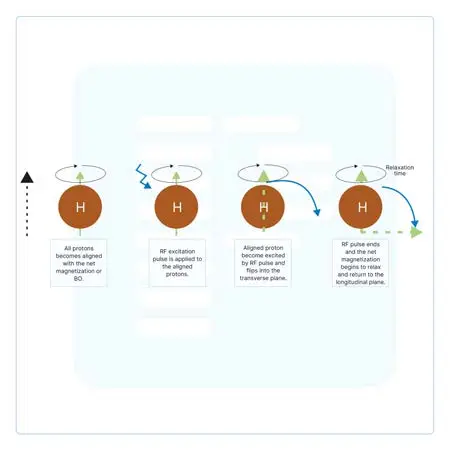 Relaxation
time
H
H
H
H
All protons
becomes aligned
with the net
magnetization or
BO.
RF excitation
pulse is applied to
the aligned
protons.
Aligned proton
become excited
by RF pulse and
flips into the
transverse plane.
RF pulse ends
and the net
magnetization
begins to relax
and return to the
longitudinal plane.